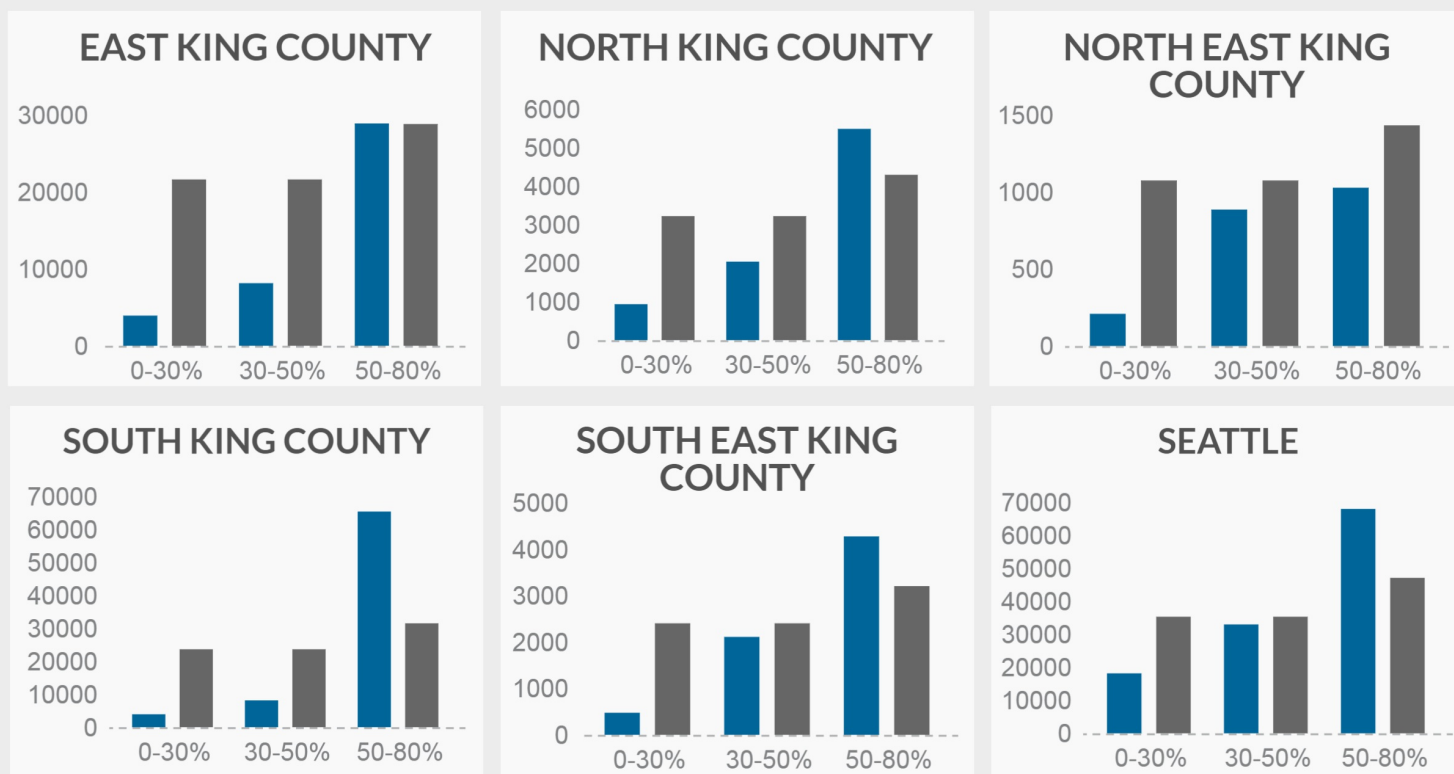 EAST KING COUNTY
30000
20000
10000
0
0-30% 30-50% 50-80%
NORTH KING COUNTY
6000
5000
4000
3000
2000
1000
0
0-30% 30-50% 50-80%
NORTH EAST KING
COUNTY
1500
1000
500
0
0-30% 30-50% 50-80%
SOUTH KING COUNTY
70000
60000
50000
40000
30000
20000
10000
0
0-30% 30-50% 50-80%
SOUTH EAST KING
COUNTY
5000
4000
3000
2000
1000
0
0-30% 30-50% 50-80%
SEATTLE
70000
60000
50000
40000
30000
20000
10000
0
0-30% 30-50% 50-80%